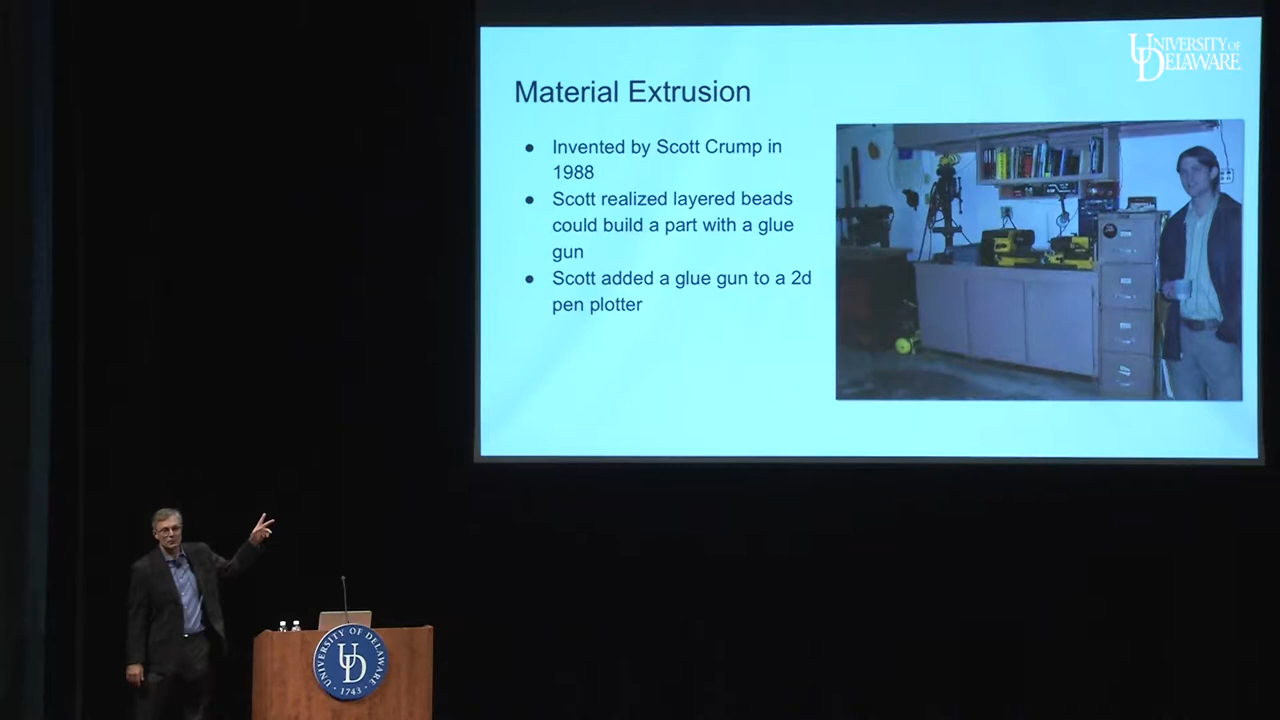 UNIVERSITY OF
DELAWARE
Material Extrusion
● Invented by Scott Crump in
1988
● Scott realized layered beads
could build a part with a glue
gun
● Scott added a glue gun to a 2d
pen plotter
UNIVERSITY OF DELAWARE
UD
· 1743 ·